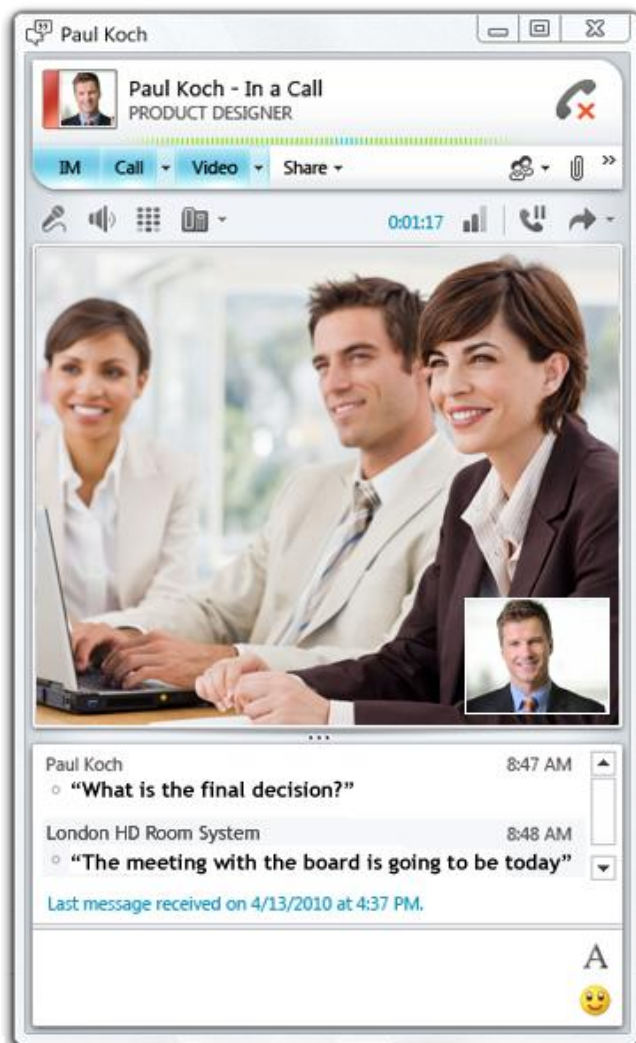 Paul Koch
Paul Koch - In a Call
PRODUCT DESIGNER
IM Call Video Share
0:01:17
Paul Koch 8:47 AM
“What is the final decision?”
London HD Room System 8:48 AM
“The meeting with the board is going to be today”
Last message received on 4/13/2010 at 4:37 PM.
A